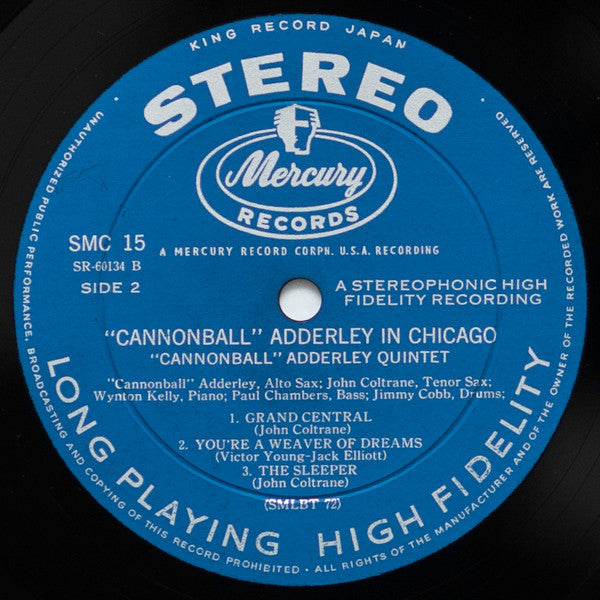 KING RECORD JAPAN
STEREO
Mercury
RECORDS
A MERCURY RECORD CORPN. U.S.A. RECORDING
SMC 15
SR-60134 B
SIDE 2
A STEREOPHONIC HIGH
FIDELITY RECORDING
"CANNONBALL" ADDERLEY IN CHICAGO
"CANNONBALL" ADDERLEY QUINTET
"Cannonball" Adderley, Alto Sax; John Coltrane, Tenor Sax;
Wynton Kelly, Piano; Paul Chambers, Bass; Jimmy Cobb, Drums;
1. GRAND CENTRAL
(John Coltrane)
2. YOU'RE A WEAVER OF DREAMS
(Victor Young-Jack Elliott)
3. THE SLEEPER
(John Coltrane)
(SMLBT 72)
LONG PLAYING HIGH FIDELITY
UNAUTHORIZED PUBLIC PERFORMANCE, BROADCASTING AND COPYING OF THIS RECORD PROHIBITED · ALL RIGHTS OF THE MANUFACTURER AND OF THE OWNER OF THE RECORDED WORK ARE RESERVED.